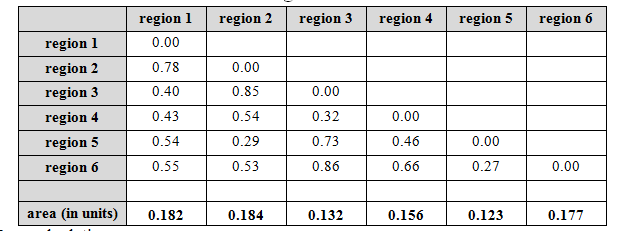 region 1 region 2 region 3 region 4 region 5 region 6
region 1 0.00
region 2 0.78 0.00
region 3 0.40 0.85 0.00
region 4 0.43 0.54 0.32 0.00
region 5 0.54 0.29 0.73 0.46 0.00
region 6 0.55 0.53 0.86 0.66 0.27 0.00
area (in units) 0.182 0.184 0.132 0.156 0.123 0.177